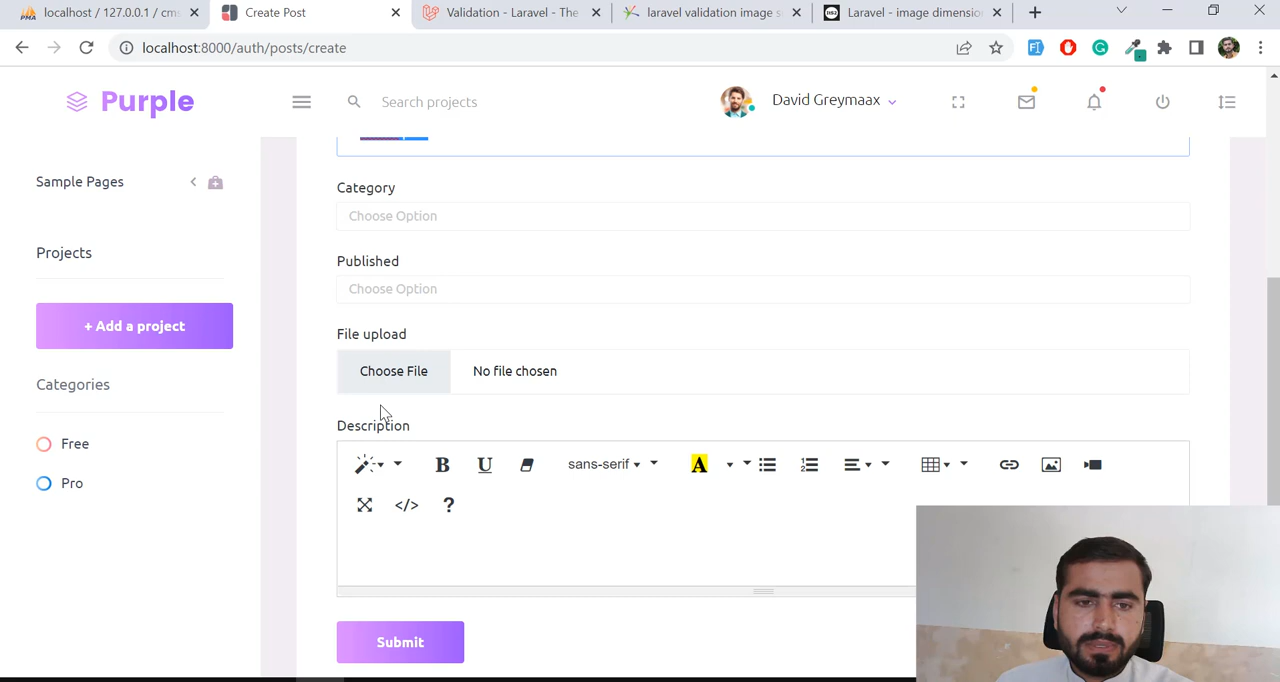 localhost / 127.0.0.1 / cms
Create Post
Validation - Laravel - The
laravel validation image s
Laravel - image dimensio
localhost:8000/auth/posts/create
Purple
Search projects
David Greymaax
Sample Pages
Projects
+ Add a project
Categories
Free
Pro
Category
Choose Option
Published
Choose Option
File upload
Choose File
No file chosen
Description
B
U
sans-serif
A
</>
?
Submit